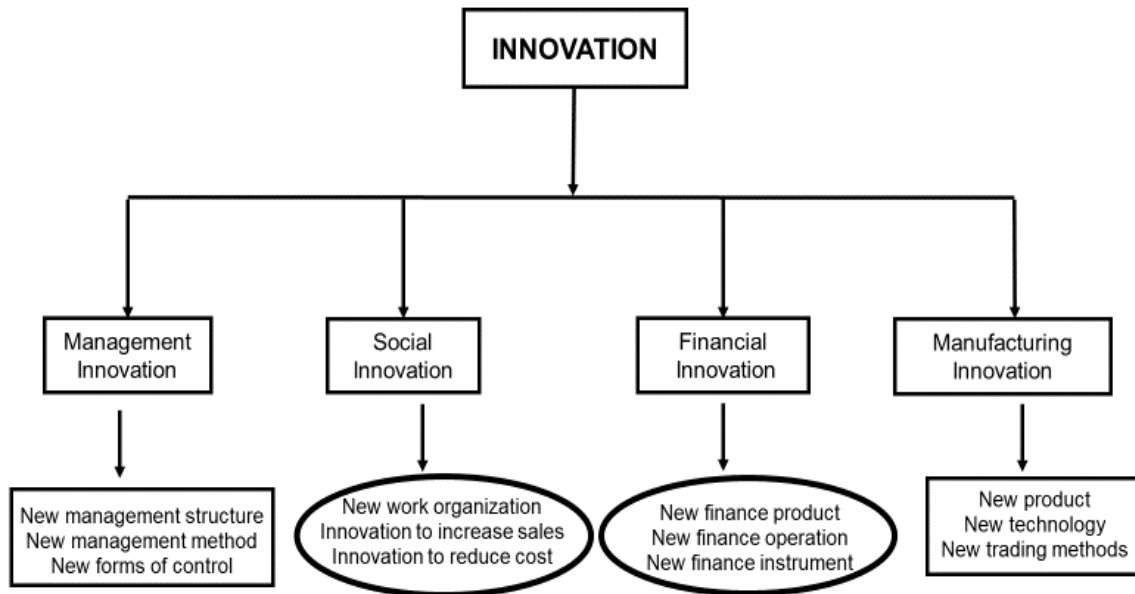 INNOVATION
Management
Innovation
Social
Innovation
Financial
Innovation
Manufacturing
Innovation
New management structure
New management method
New forms of control
New work organization
Innovation to increase sales
Innovation to reduce cost
New finance product
New finance operation
New finance instrument
New product
New technology
New trading methods